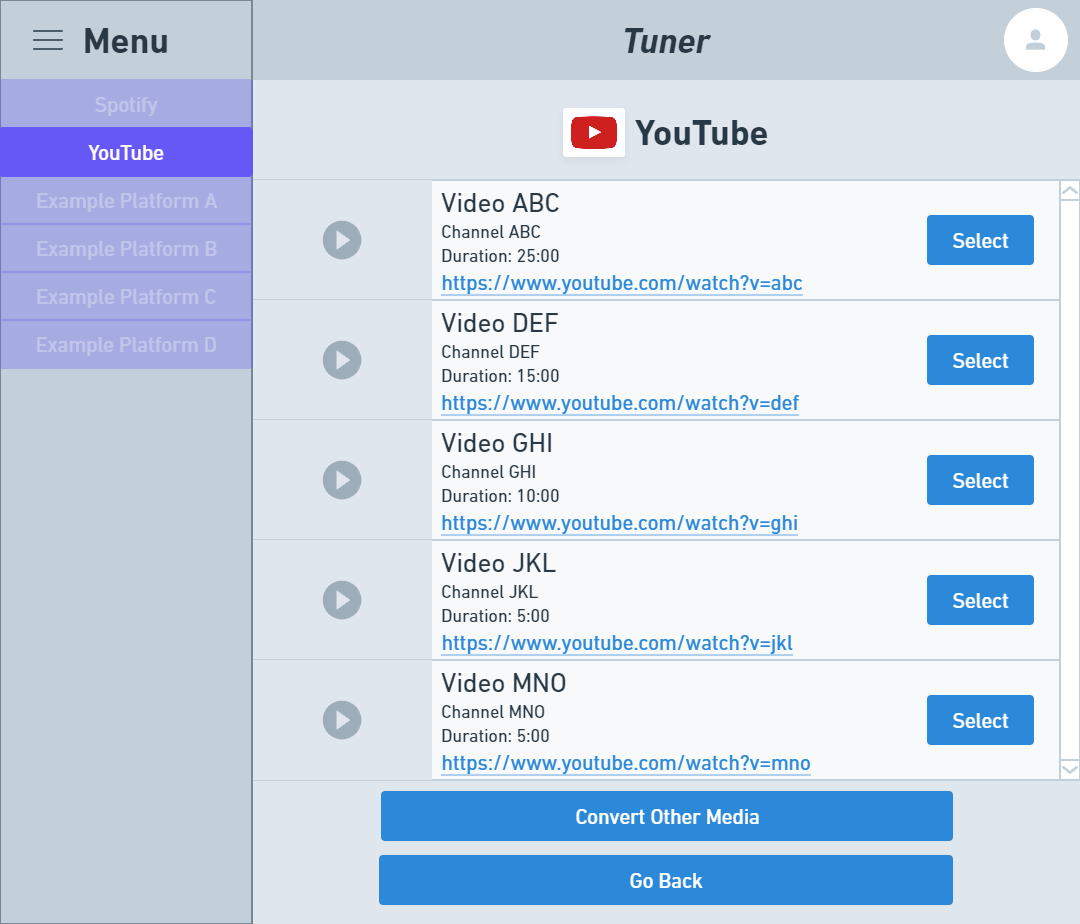 Menu
Tuner
Spotify
YouTube
Example Platform A
Example Platform B
Example Platform C
Example Platform D
YouTube
Video ABC
Channel ABC
Duration: 25:00
https://www.youtube.com/watch?v=abc
Select
Video DEF
Channel DEF
Duration: 15:00
https://www.youtube.com/watch?v=def
Select
Video GHI
Channel GHI
Duration: 10:00
https://www.youtube.com/watch?v=ghi
Select
Video JKL
Channel JKL
Duration: 5:00
https://www.youtube.com/watch?v=jkl
Select
Video MNO
Channel MNO
Duration: 5:00
https://www.youtube.com/watch?v=mno
Select
Convert Other Media
Go Back